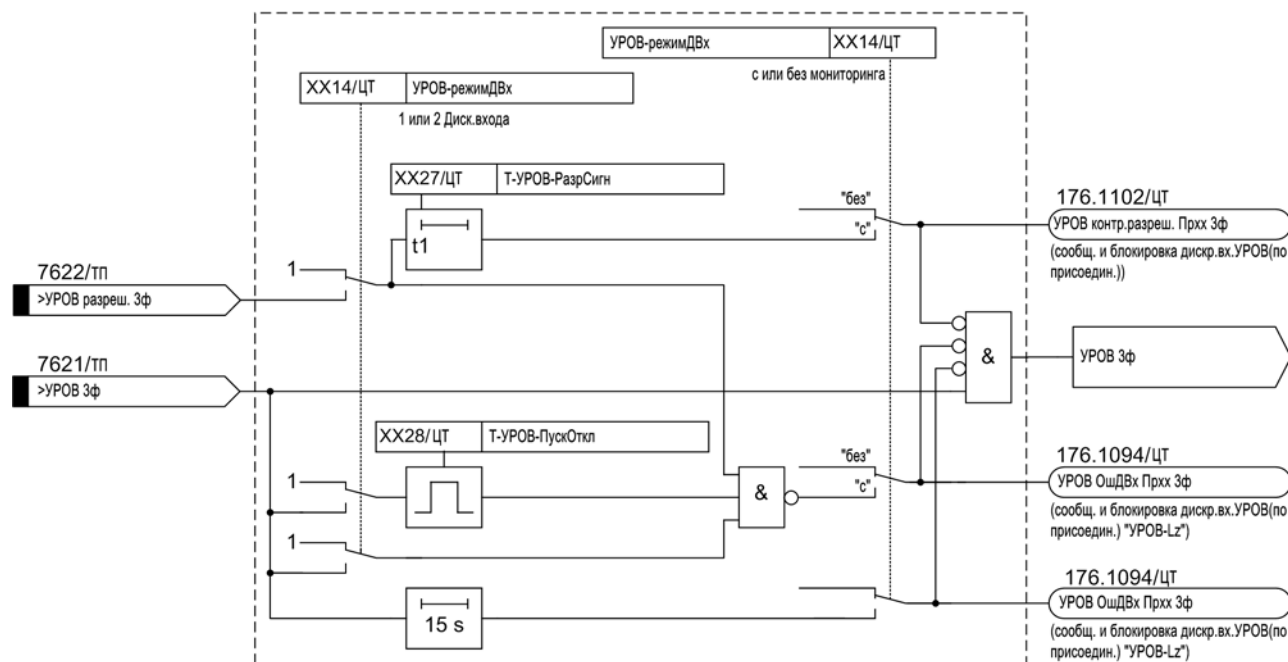 УРОВ-режимДВх XX14/ЦТ
с или без мониторинга
XX14/ЦТ УРОВ-режимДВх
1 или 2 Диск.входа
XX27/ЦТ Т-УРОВ-РазрСигн
t1
"без"
"с"
176.1102/ЦТ
УРОВ контр.разреш. Прхх 3ф
(сообщ. и блокировка дискр.вх.УРОВ(по
присоедин.))
7622/ТП
>УРОВ разреш. 3ф
1
7621/ТП
>УРОВ 3ф
&
УРОВ 3ф
XX28/ЦТ Т-УРОВ-ПускОткл
1
1
&
"без"
"с"
176.1094/ЦТ
УРОВ ОшДВх Прхх 3ф
(сообщ. и блокировка дискр.вх.УРОВ(по
присоедин.) "УРОВ-Lz")
15 s
176.1094/ЦТ
УРОВ ОшДВх Прхх 3ф
(сообщ. и блокировка дискр.вх.УРОВ(по
присоедин.) "УРОВ-Lz")